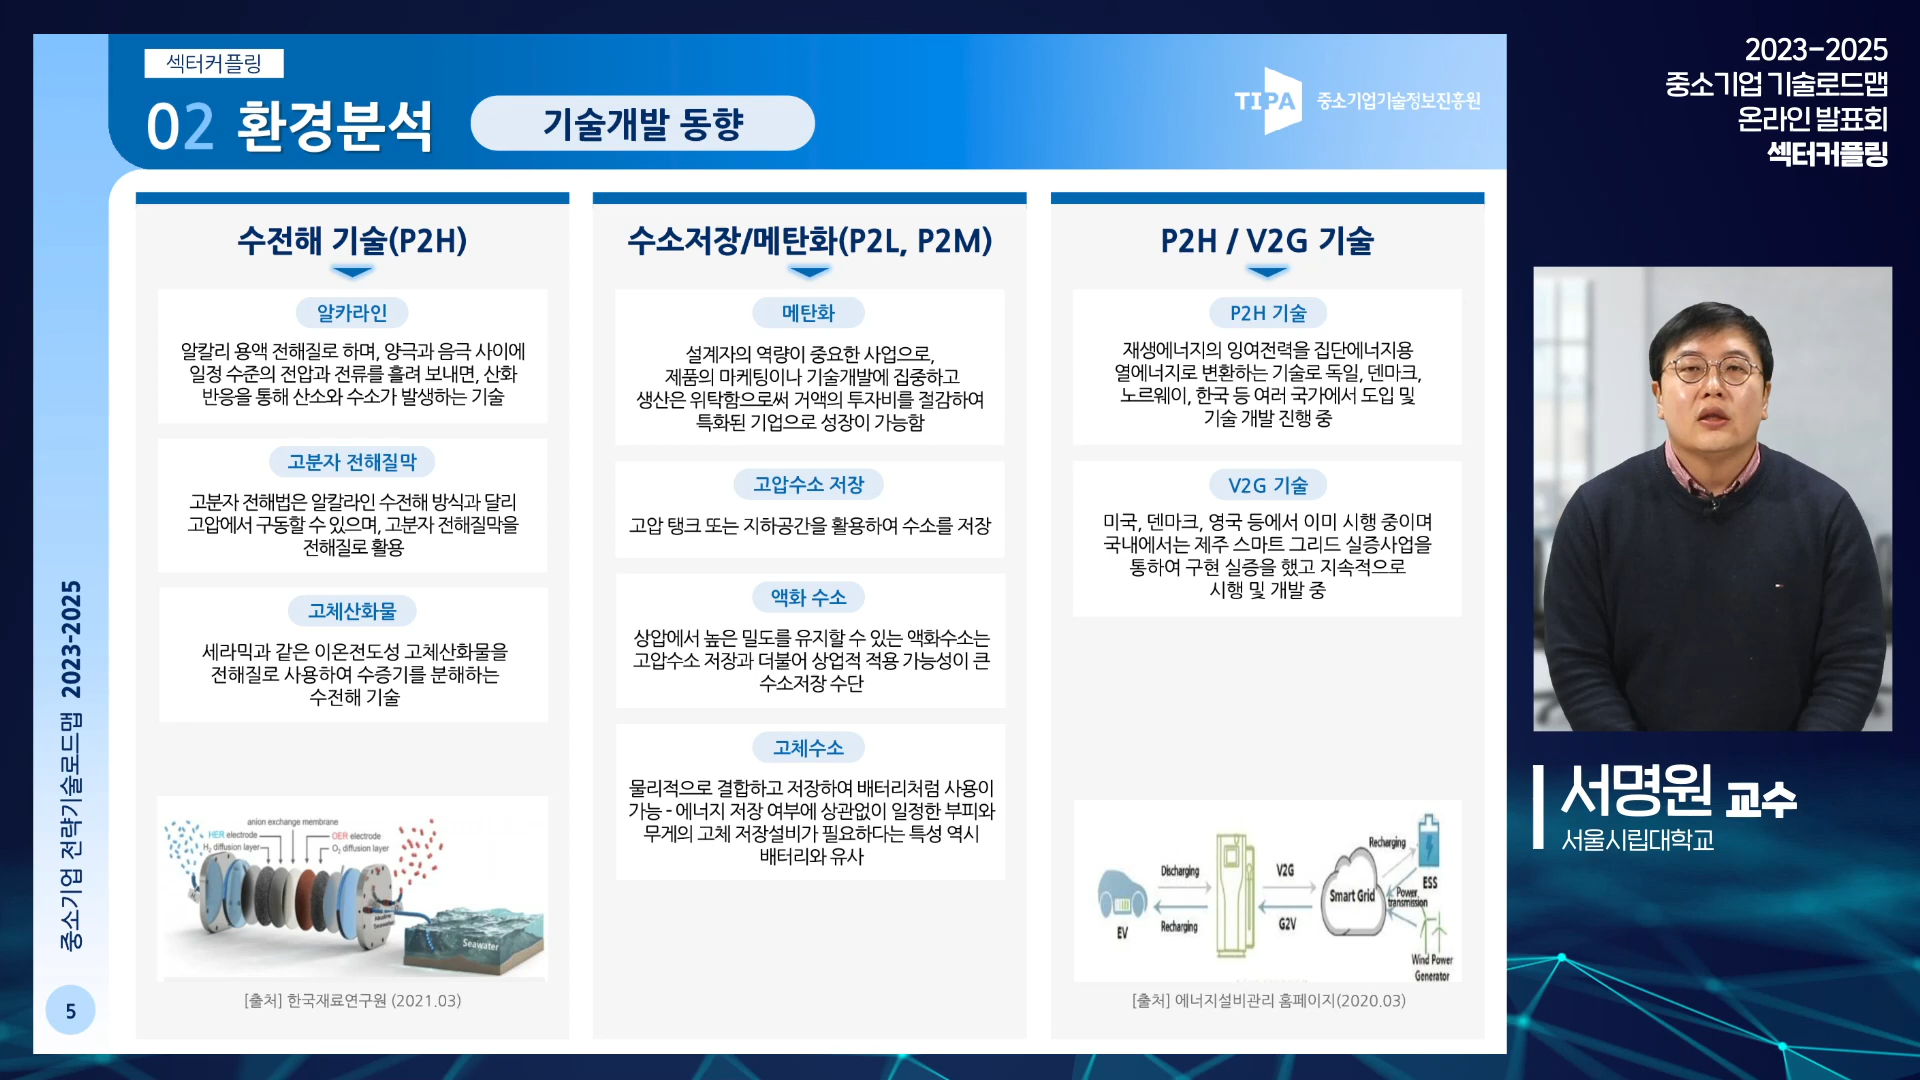 섹터커플링
02 환경분석
기술개발 동향
TIPA 중소기업기술정보진흥원
2023-2025
중소기업 기술로드맵
온라인 발표회
섹터커플링
수전해 기술(P2H)
알카라인
알칼리 용액 전해질로 하며, 양극과 음극 사이에
일정 수준의 전압과 전류를 흘려 보내면, 산화
반응을 통해 산소와 수소가 발생하는 기술
고분자 전해질막
고분자 전해법은 알칼라인 수전해 방식과 달리
고압에서 구동할 수 있으며, 고분자 전해질막을
전해질로 활용
고체산화물
세라믹과 같은 이온전도성 고체산화물을
전해질로 사용하여 수증기를 분해하는
수전해 기술
anion exchange membrane
HER electrode
OER electrode
H2 diffusion layer
O2 diffusion layer
Seawater
[출처] 한국재료연구원 (2021.03)
수소저장/메탄화(P2L, P2M)
메탄화
설계자의 역량이 중요한 사업으로,
제품의 마케팅이나 기술개발에 집중하고
생산은 위탁함으로써 거액의 투자비를 절감하여
특화된 기업으로 성장이 가능함
고압수소 저장
고압 탱크 또는 지하공간을 활용하여 수소를 저장
액화 수소
상압에서 높은 밀도를 유지할 수 있는 액화수소는
고압수소 저장과 더불어 상업적 적용 가능성이 큰
수소저장 수단
고체수소
물리적으로 결합하고 저장하여 배터리처럼 사용이
가능 - 에너지 저장 여부에 상관없이 일정한 부피와
무게의 고체 저장설비가 필요하다는 특성 역시
배터리와 유사
P2H / V2G 기술
P2H 기술
재생에너지의 잉여전력을 집단에너지용
열에너지로 변환하는 기술로 독일, 덴마크,
노르웨이, 한국 등 여러 국가에서 도입 및
기술 개발 진행 중
V2G 기술
미국, 덴마크, 영국 등에서 이미 시행 중이며
국내에서는 제주 스마트 그리드 실증사업을
통하여 구현 실증을 했고 지속적으로
시행 및 개발 중
Discharging
Recharging
EV
V2G
G2V
Smart Grid
Recharging
ESS
Power
transmission
Wind Power
Generator
[출처] 에너지설비관리 홈페이지(2020.03)
서명원 교수
서울시립대학교
중소기업 전략기술로드맵 2023-2025
5